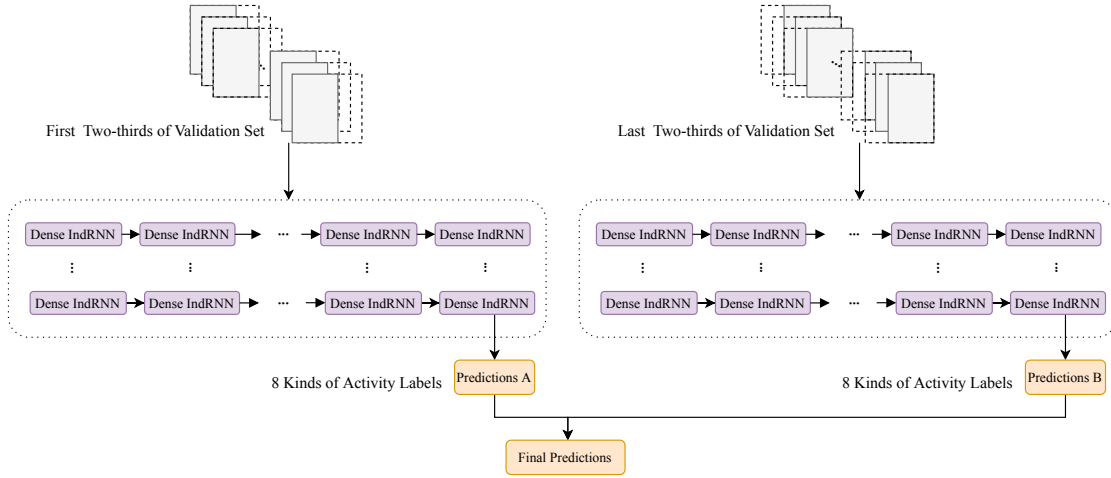 First Two-thirds of Validation Set
Last Two-thirds of Validation Set
Dense IndRNN Dense IndRNN ... Dense IndRNN Dense IndRNN
Dense IndRNN Dense IndRNN ... Dense IndRNN Dense IndRNN
Dense IndRNN Dense IndRNN ... Dense IndRNN Dense IndRNN
Dense IndRNN Dense IndRNN ... Dense IndRNN Dense IndRNN
8 Kinds of Activity Labels
Predictions A
8 Kinds of Activity Labels
Predictions B
Final Predictions